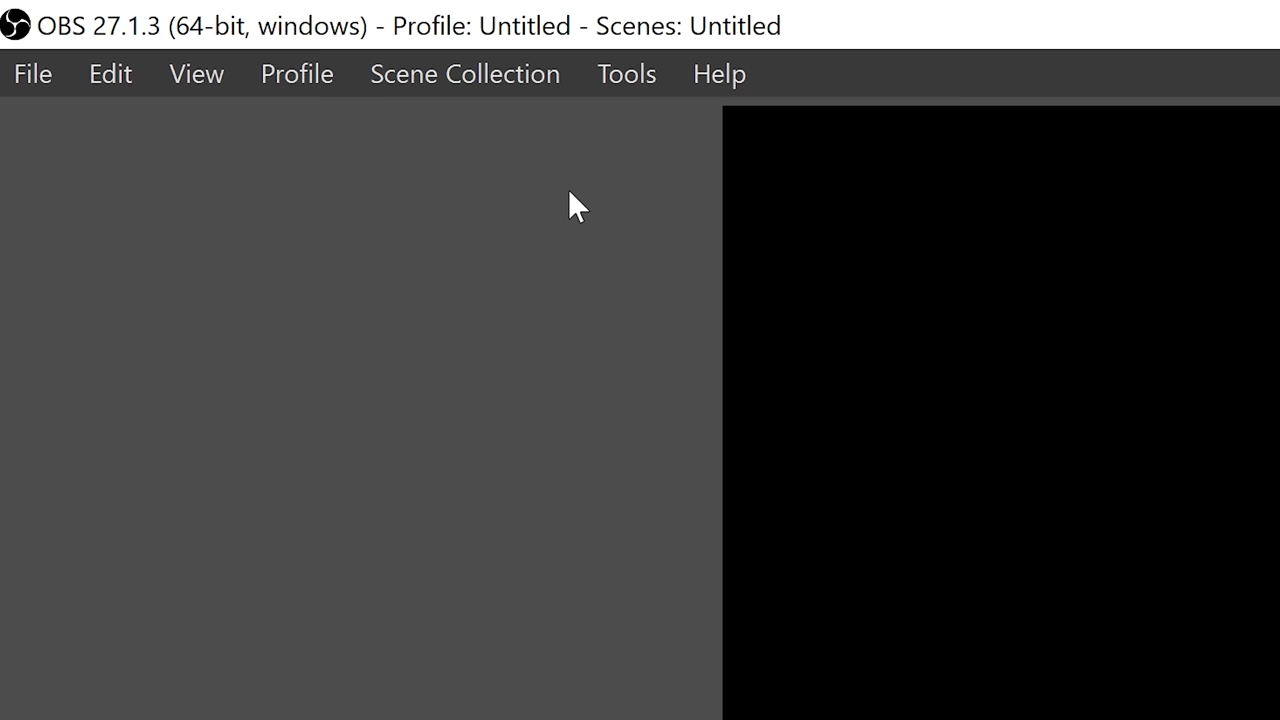 OBS 27.1.3 (64-bit, windows) - Profile: Untitled - Scenes: Untitled
File Edit View Profile Scene Collection Tools Help